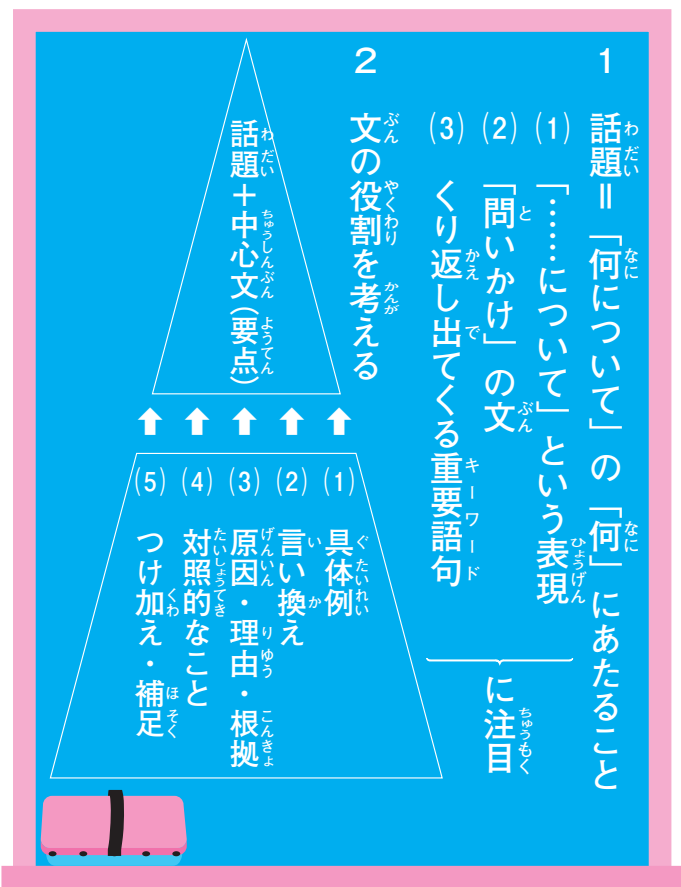 1 話題＝「何について」の「何」にあたること
(1) 「……について」という表現
(2) 「問いかけ」の文
(3) くり返し出てくる重要語句
に注目
2 文の役割を考える
話題＋中心文（要点）
(1) 具体例
(2) 言い換え
(3) 原因・理由・根拠
(4) 対照的なこと
(5) つけ加え・補足